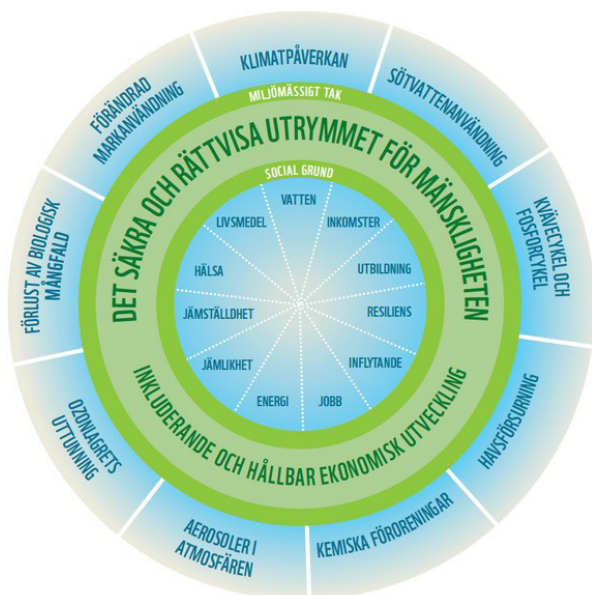 KLIMATPÅVERKAN
SÖTVATTENANVÄNDNING
KVÄVECYKEL OCH
FOSFORCYKEL
HAVSFÖRSURNING
KEMISKA FÖRORENINGAR
AEROSOLER I
ATMOSFÄREN
OZONLAGRETS
UTTUNNING
FÖRLUST AV BIOLOGISK
MÅNGFALD
FÖRÄNDRAD
MARKANVÄNDNING
MILJÖMÄSSIGT TAK
DET SÄKRA OCH RÄTTVISA UTRYMMET FÖR MÄNSKLIGHETEN
SOCIAL GRUND
VATTEN
INKOMSTER
UTBILDNING
RESILIENS
INFLYTANDE
JOBB
ENERGI
JÄMLIKHET
JÄMSTÄLLDHET
HÄLSA
LIVSMEDEL
INKLUDERANDE OCH HÅLLBAR EKONOMISK UTVECKLING